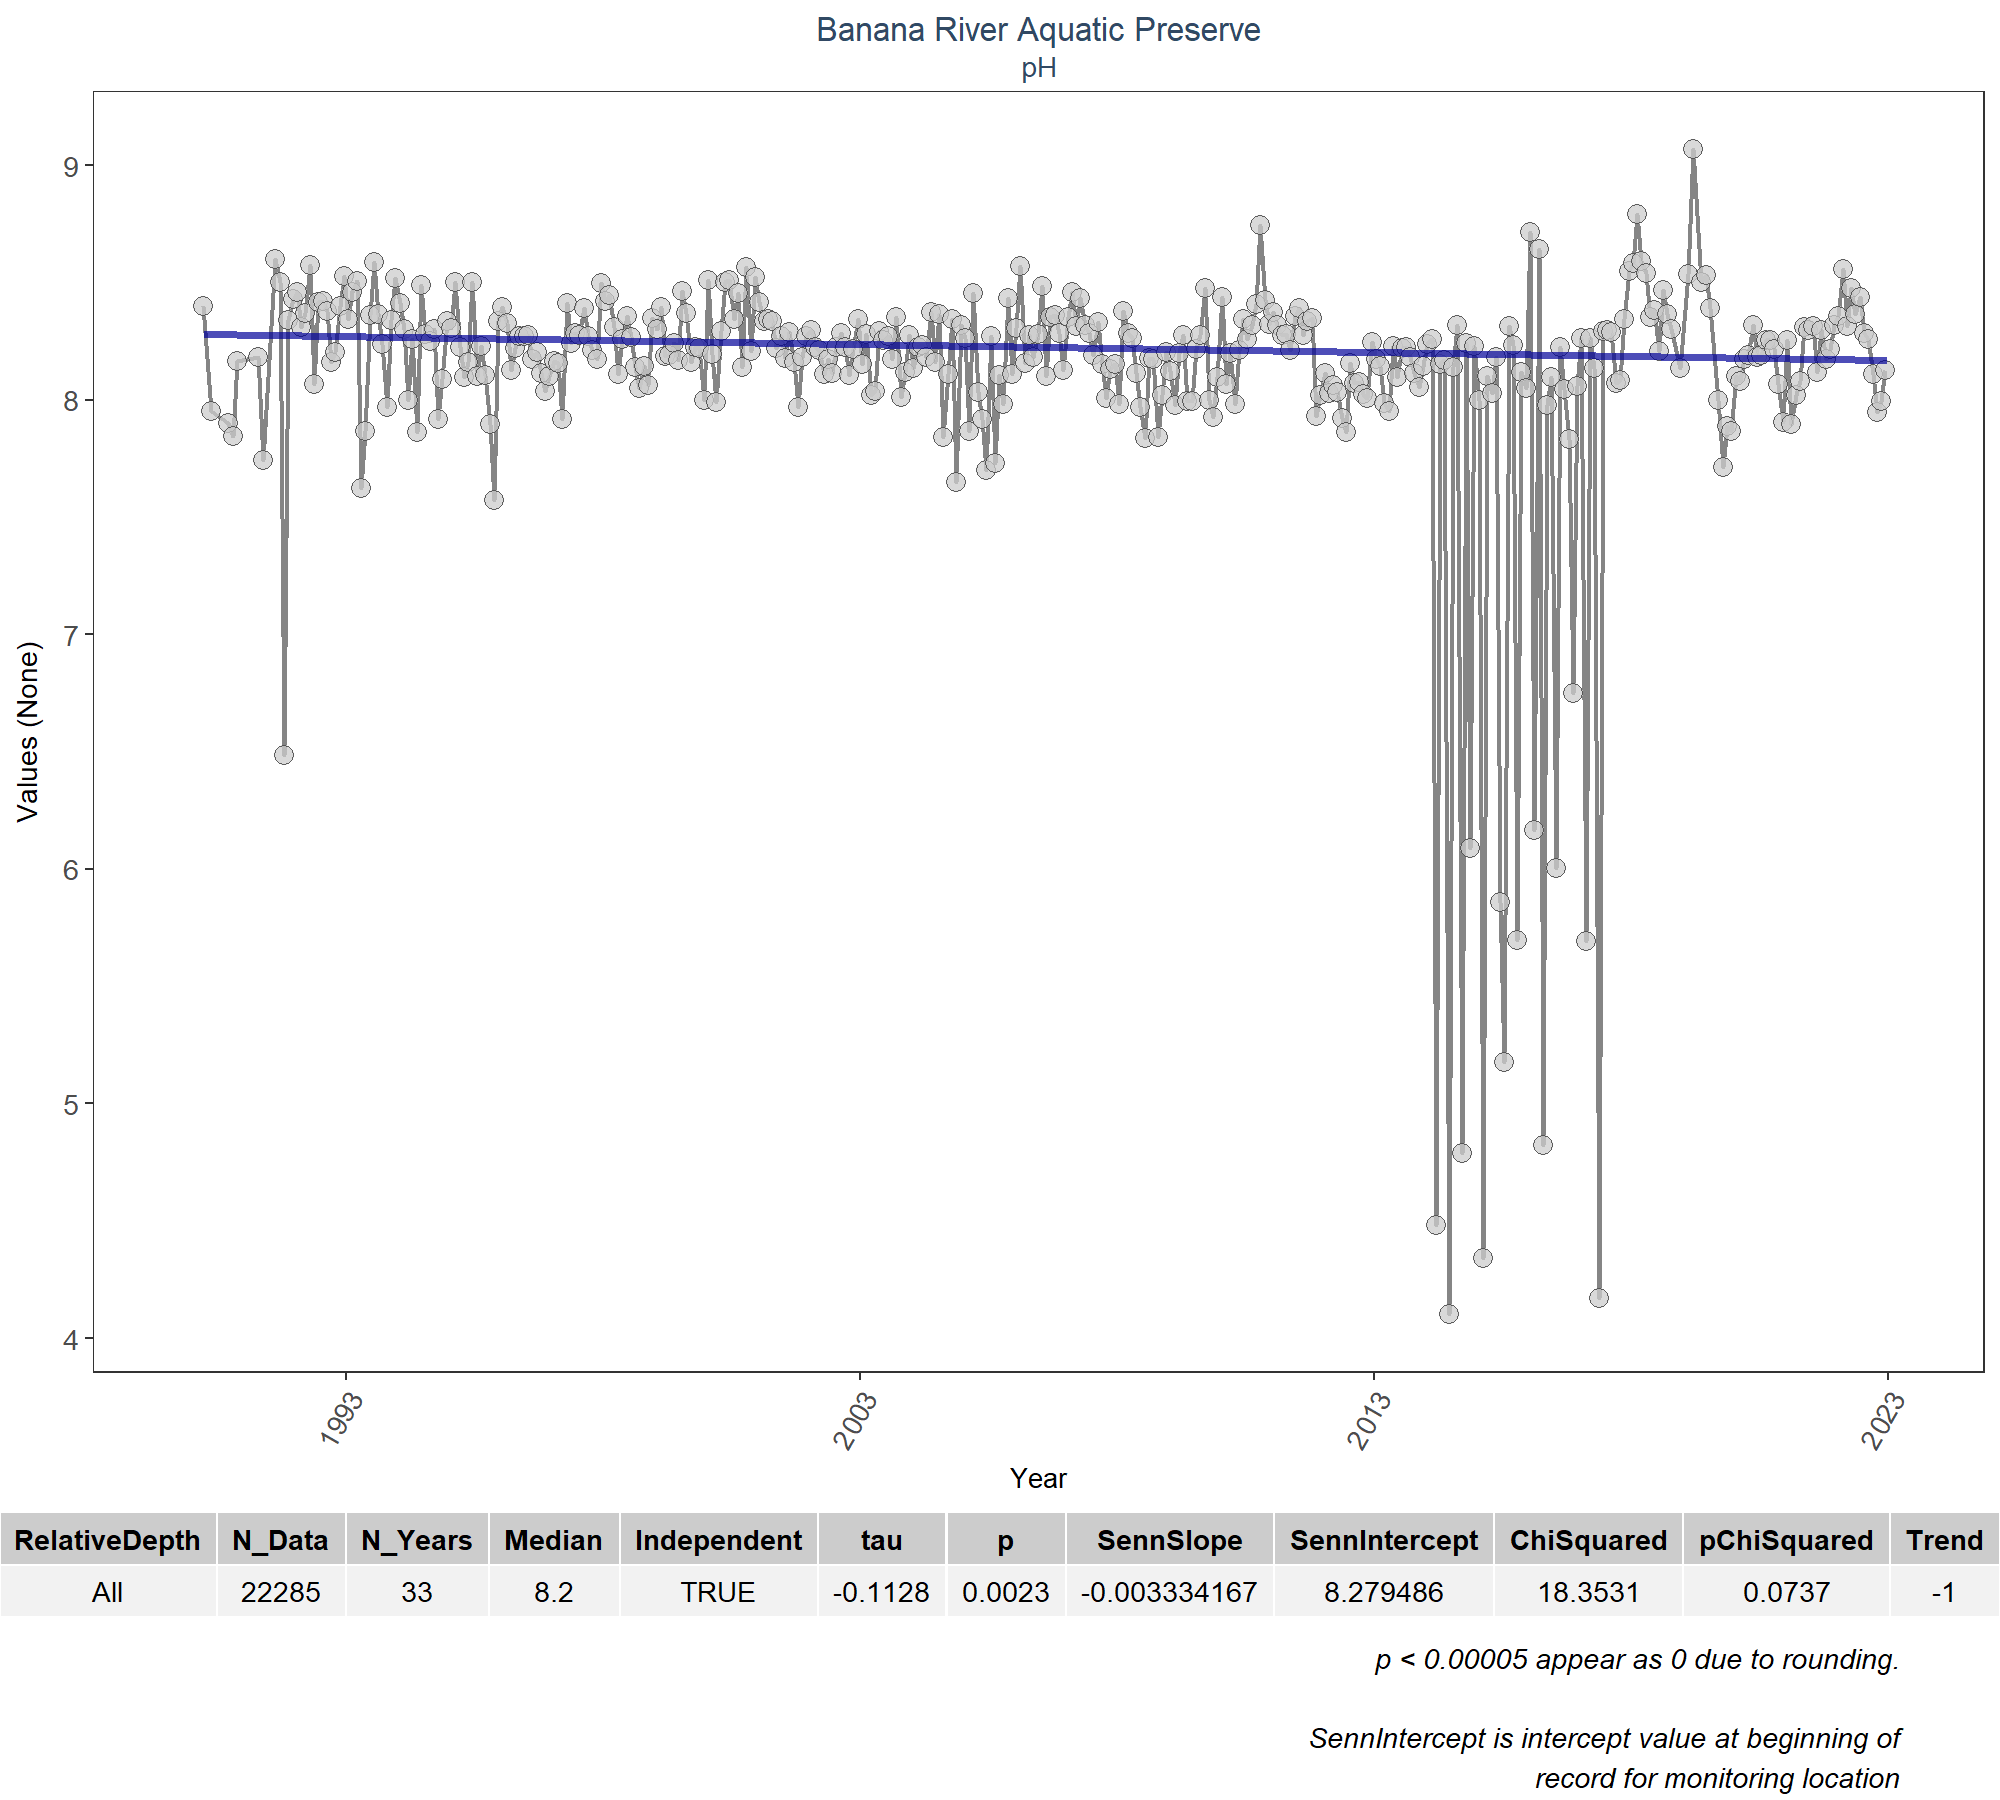 Banana River Aquatic Preserve
pH
Values (None)
9
8
7
6
5
4
1993
2003
2013
2023
Year
RelativeDepth N_Data N_Years Median Independent tau p SennSlope SennIntercept ChiSquared pChiSquared Trend
All 22285 33 8.2 TRUE -0.1128 0.0023 -0.003334167 8.279486 18.3531 0.0737 -1
p < 0.00005 appear as 0 due to rounding.
SennIntercept is intercept value at beginning of
record for monitoring location